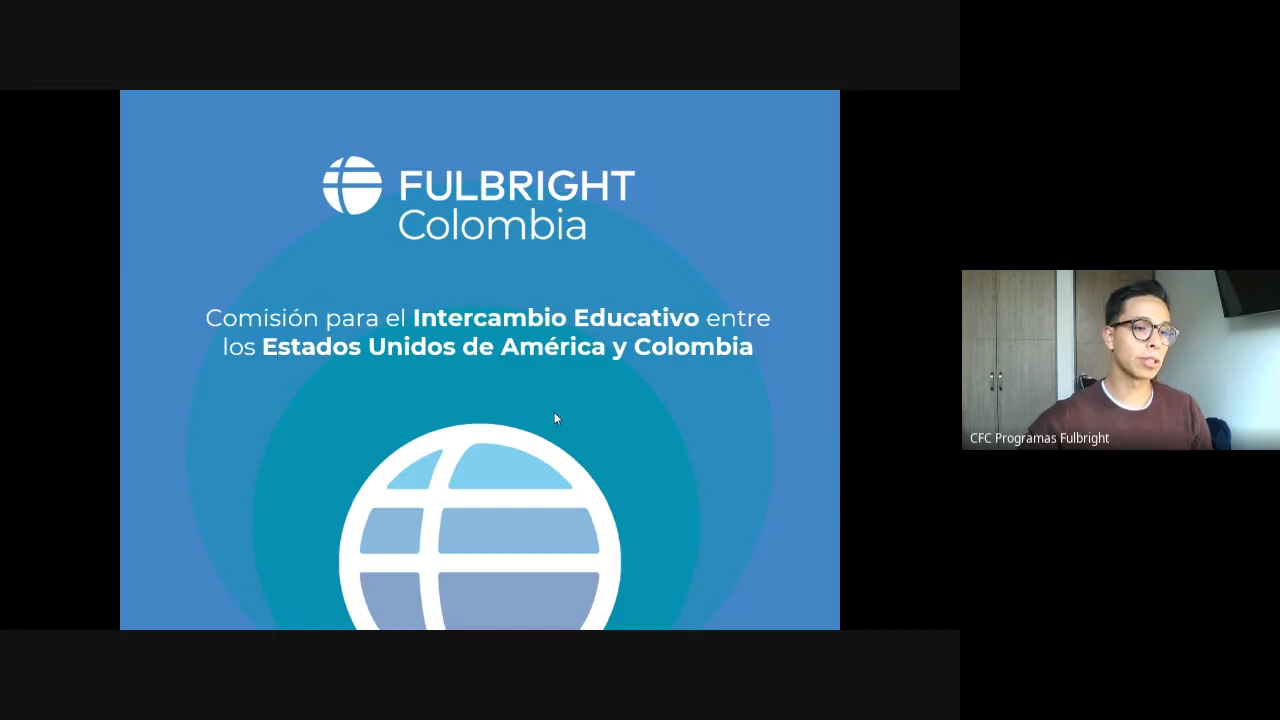 FULBRIGHT
Colombia
Comisión para el Intercambio Educativo entre
los Estados Unidos de América y Colombia
CFC Programas Fulbright